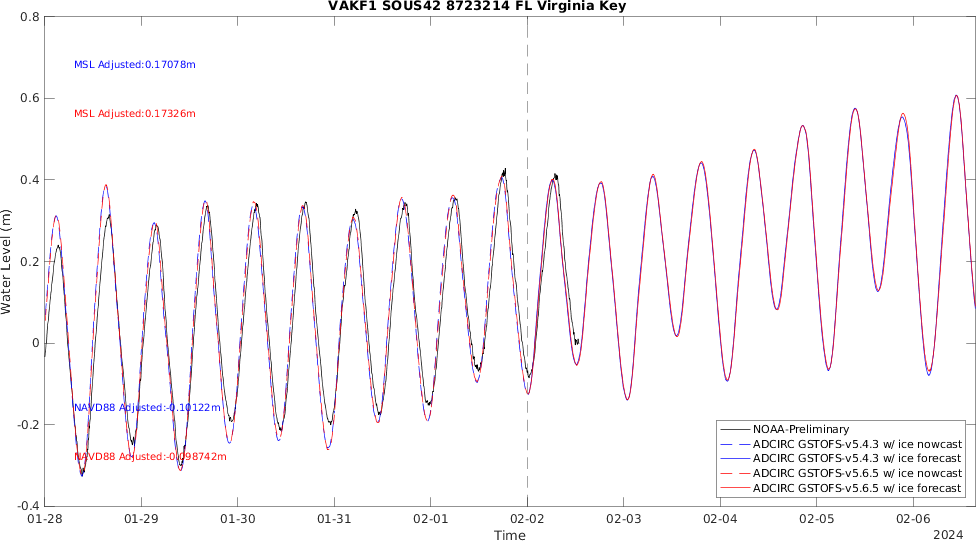 VAKF1 SOUS42 8723214 FL Virginia Key
0.8
0.6
0.4
0.2
0
-0.2
-0.4
Water Level (m)
MSL Adjusted:0.17078m
MSL Adjusted:0.17326m
NAVD88 Adjusted:-0.10122m
NAVD88 Adjusted:-0.098742m
NOAA-Preliminary
ADCIRC GSTOFS-v5.4.3 w/ ice nowcast
ADCIRC GSTOFS-v5.4.3 w/ ice forecast
ADCIRC GSTOFS-v5.6.5 w/ ice nowcast
ADCIRC GSTOFS-v5.6.5 w/ ice forecast
01-28 01-29 01-30 01-31 02-01 02-02 02-03 02-04 02-05 02-06
Time
2024